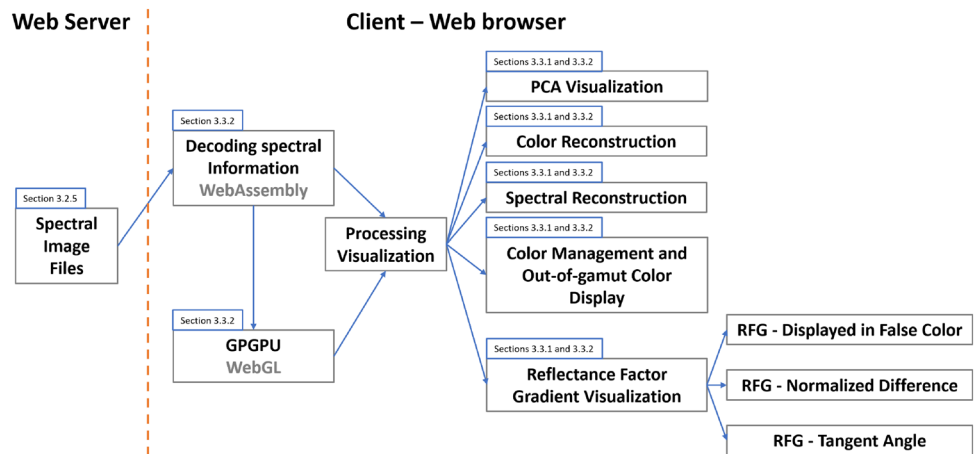 Web Server
Client – Web browser
Section 3.2.5
Spectral
Image
Files
Section 3.3.2
Decoding spectral
Information
WebAssembly
Section 3.3.2
GPGPU
WebGL
Processing
Visualization
Sections 3.3.1 and 3.3.2
PCA Visualization
Sections 3.3.1 and 3.3.2
Color Reconstruction
Sections 3.3.1 and 3.3.2
Spectral Reconstruction
Sections 3.3.1 and 3.3.2
Color Management and
Out-of-gamut Color
Display
Sections 3.3.1 and 3.3.2
Reflectance Factor
Gradient Visualization
RFG - Displayed in False Color
RFG - Normalized Difference
RFG - Tangent Angle